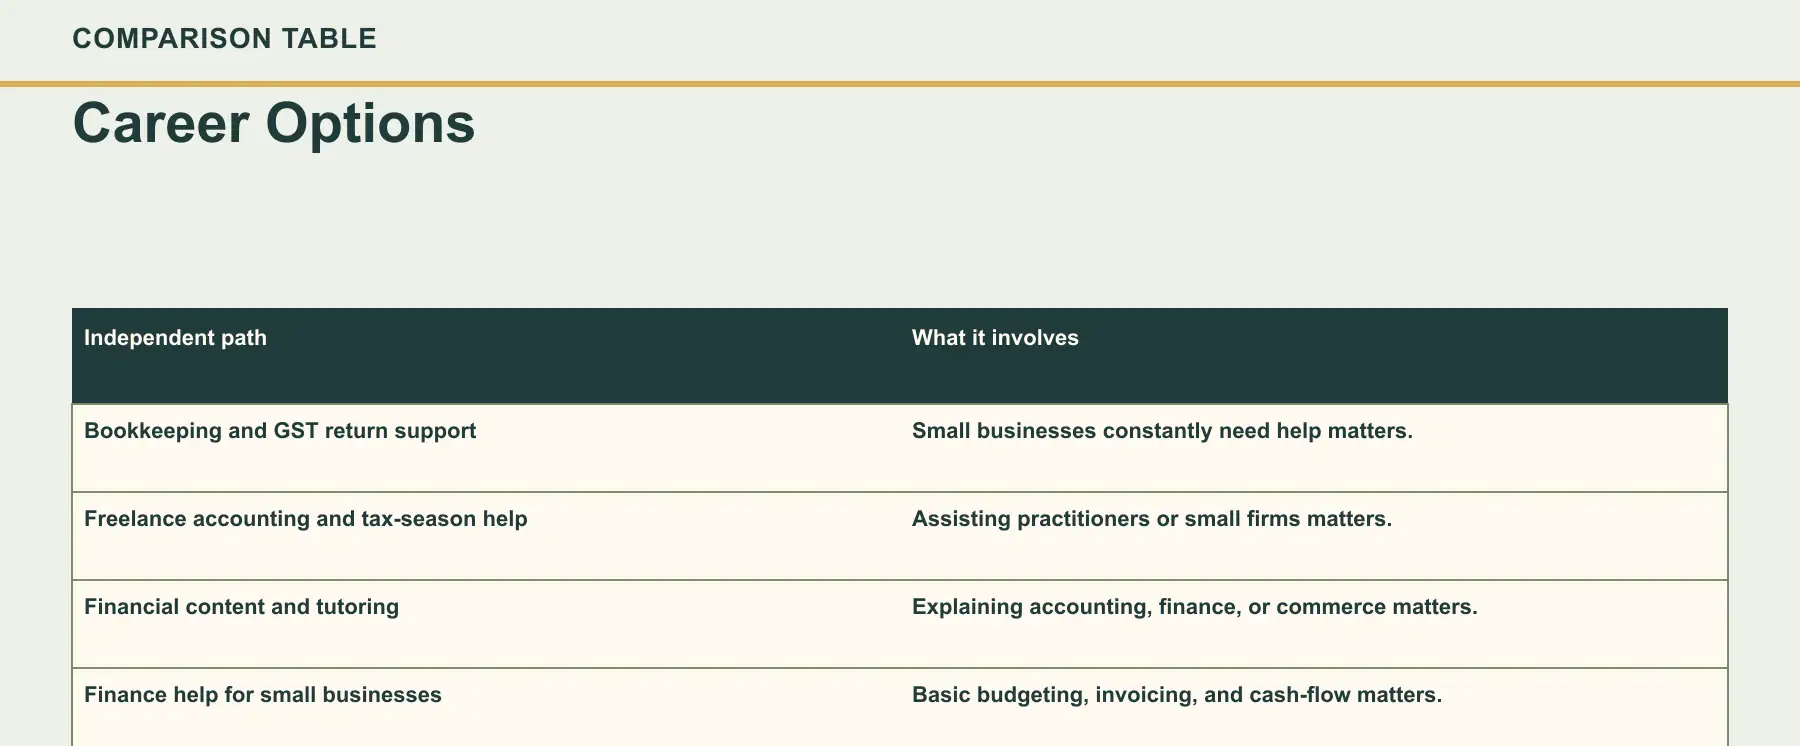 COMPARISON TABLE
Career Options
Independent path What it involves
Bookkeeping and GST return support Small businesses constantly need help matters.
Freelance accounting and tax-season help Assisting practitioners or small firms matters.
Financial content and tutoring Explaining accounting, finance, or commerce matters.
Finance help for small businesses Basic budgeting, invoicing, and cash-flow matters.